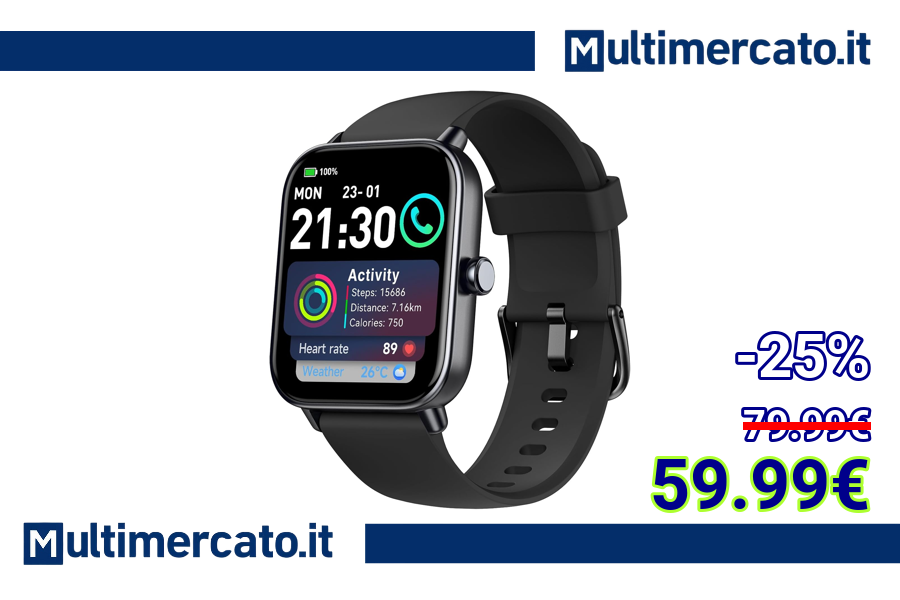 Multimercato.it
100%
MON 23-01
21:30
Activity
Steps: 15686
Distance: 7.16km
Calories: 750
Heart rate 89
Weather 26°C
-25%
79.99€
59.99€
Multimercato.it